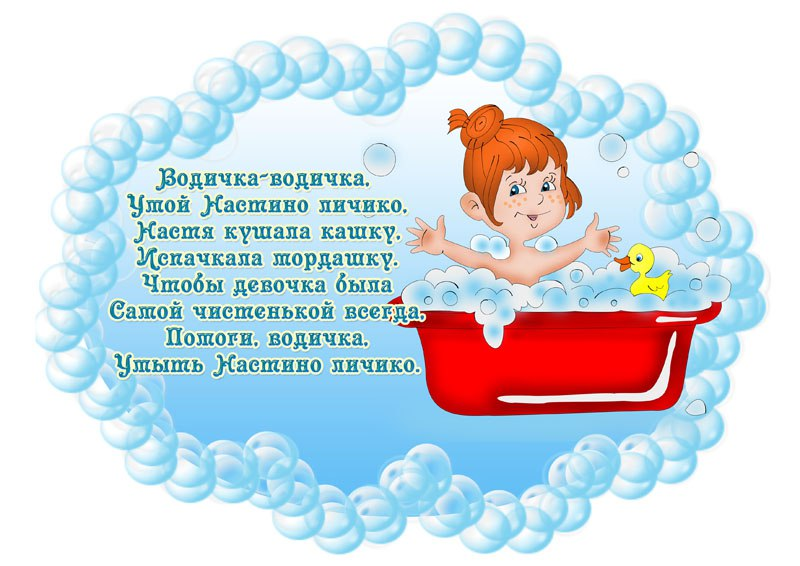 Водичка-водичка,
Умой Настино личико,
Настя кушала кашку,
Испачкала мордашку.
Чтобы девочка была
Самой чистенькой всегда,
Помоги, водичка,
Умыть Настино личико.